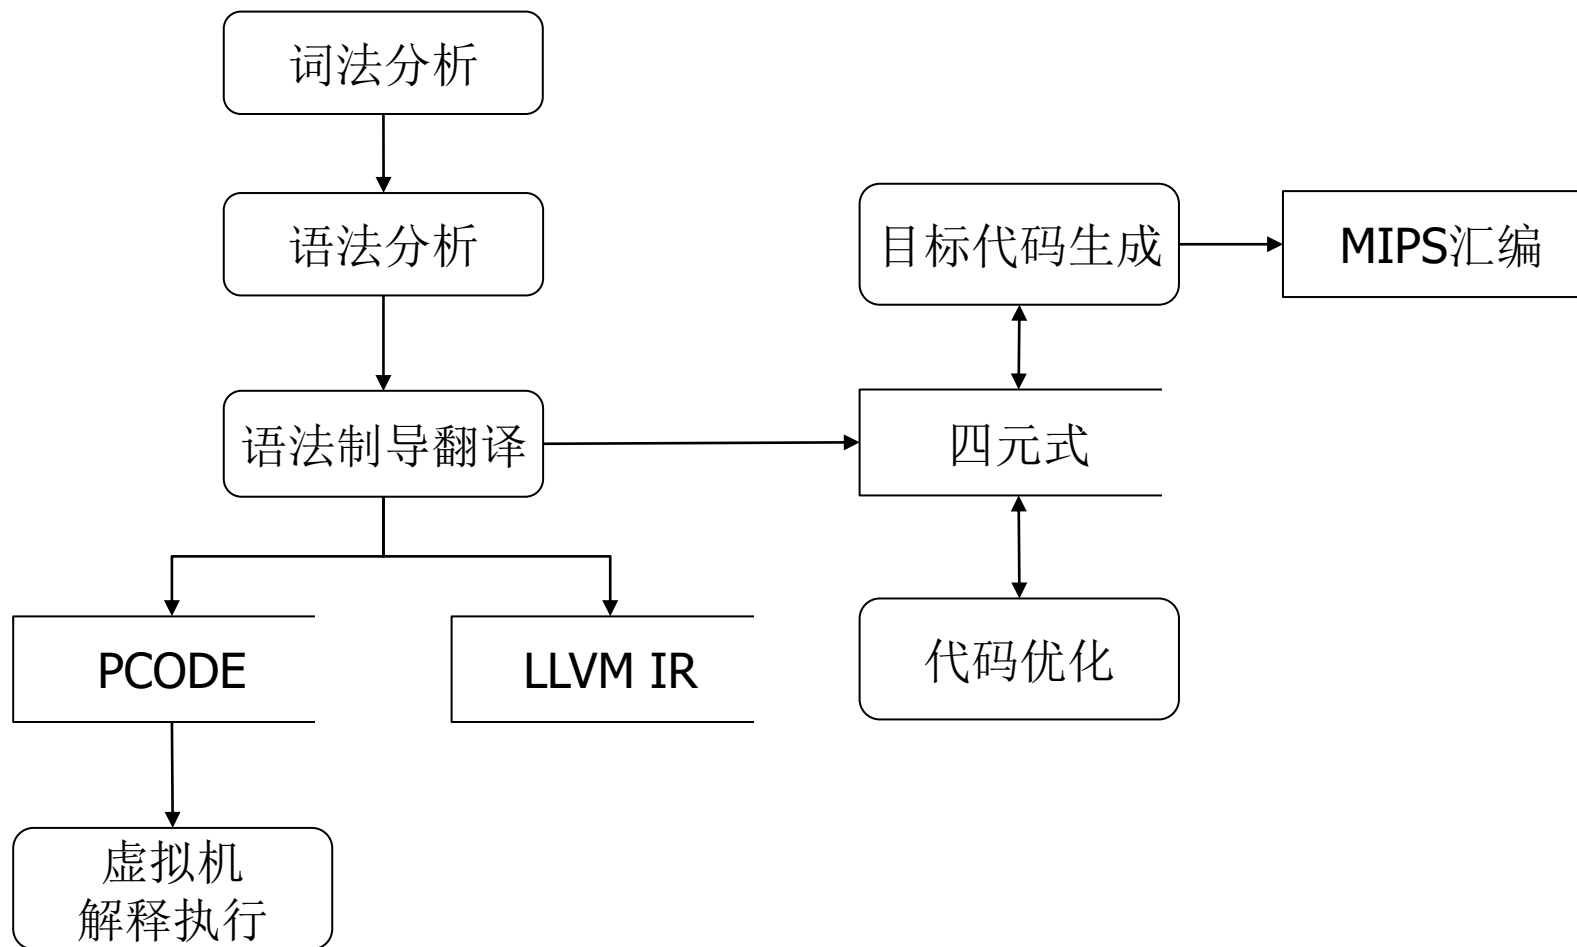 词法分析
语法分析
目标代码生成
MIPS汇编
语法制导翻译
四元式
PCODE
LLVM IR
代码优化
虚拟机
解释执行